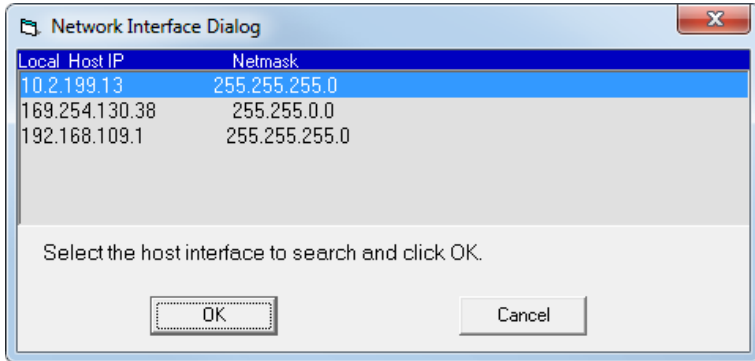 Network Interface Dialog
Local Host IP Netmask
10.2.199.13 255.255.255.0
169.254.130.38 255.255.0.0
192.168.109.1 255.255.255.0
Select the host interface to search and click OK.
OK Cancel